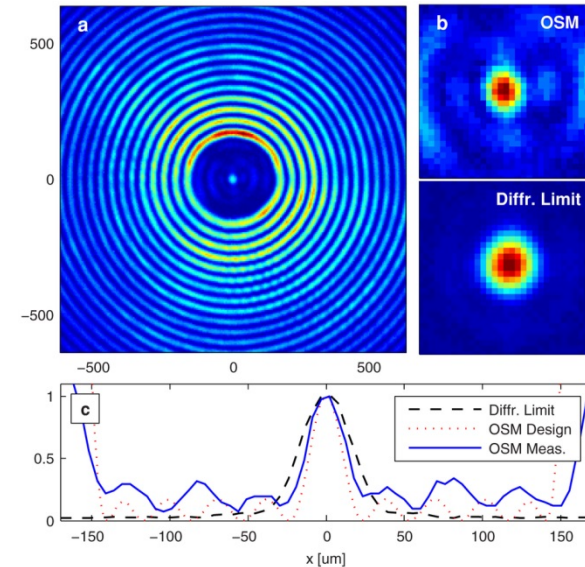 a
b
OSM
500
0
−500
−500
0
500
Diffr. Limit
c
1
0.5
0
Diffr. Limit
OSM Design
OSM Meas.
−150
−100
−50
0
50
100
150
x [um]